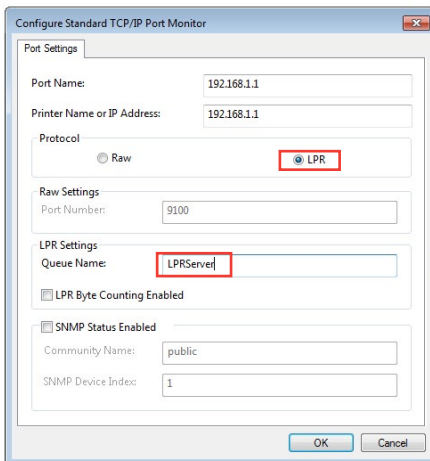 Configure Standard TCP/IP Port Monitor
Port Settings
Port Name: 192.168.1.1
Printer Name or IP Address: 192.168.1.1
Protocol
Raw LPR
Raw Settings
Port Number: 9100
LPR Settings
Queue Name: LPRServer
LPR Byte Counting Enabled
SNMP Status Enabled
Community Name: public
SNMP Device Index: 1
OK Cancel